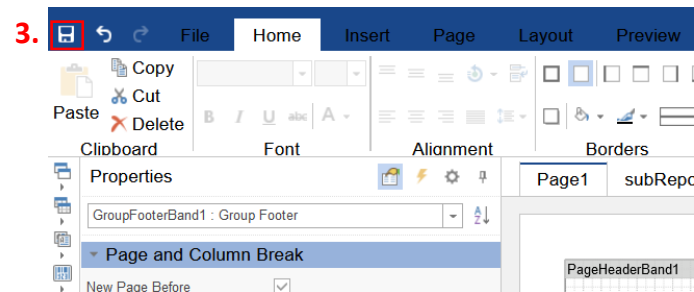 3. File Home Insert Page Layout Preview
Copy
Cut
Paste Delete B I U abc A
Clipboard Font Alignment Borders
Properties Page1 subRepo
GroupFooterBand1 : Group Footer A Z
Page and Column Break
PageHeaderBand1
New Page Before